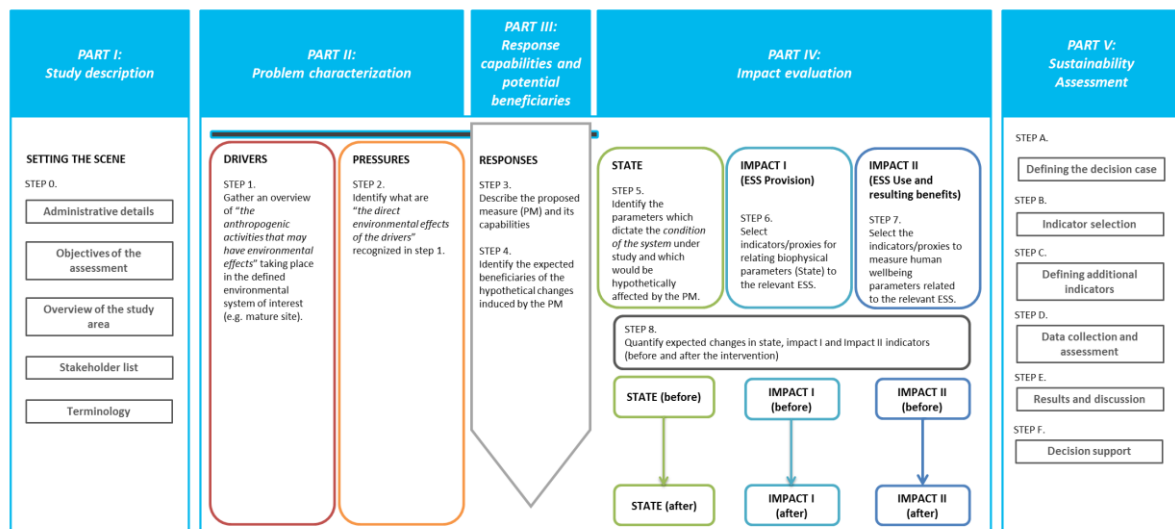 PART I:
Study description
SETTING THE SCENE
STEP 0.
Administrative details
Objectives of the
assessment
Overview of the study
area
Stakeholder list
Terminology
PART II:
Problem characterization
DRIVERS
STEP 1.
Gather an overview of
"the
anthropogenic
activities that may
have environmental
effects" taking place
in the defined
environmental
system of interest
(e.g. mature site).
PRESSURES
STEP 2.
Identify what are
"the direct
environmental effects
of the drivers"
recognized in step 1.
PART III:
Response
capabilities and
potential
beneficiaries
RESPONSES
STEP 3.
Describe the proposed
measure (PM) and its
capabilities
STEP 4.
Identify the expected
beneficiaries of the
hypothetical changes
induced by the PM
PART IV:
Impact evaluation
STATE
STEP 5.
Identify the
parameters which
dictate the condition
of the system under
study and which
would be
hypothetically
affected by the PM.
IMPACT I
(ESS Provision)
STEP 6.
Select
indicators/proxies for
relating biophysical
parameters (State) to
the relevant ESS.
IMPACT II
(ESS Use and
resulting benefits)
STEP 7.
Select the
indicators/proxies to
measure human
wellbeing
parameters related
to the relevant ESS.
STEP 8.
Quantify expected changes in state, impact I and Impact II indicators
(before and after the intervention)
STATE (before)
IMPACT I
(before)
IMPACT II
(before)
STATE (after)
IMPACT I
(after)
IMPACT II
(after)
PART V:
Sustainability
Assessment
STEP A.
Defining the decision case
STEP B.
Indicator selection
STEP C.
Defining additional
indicators
STEP D.
Data collection and
assessment
STEP E.
Results and discussion
STEP F.
Decision support